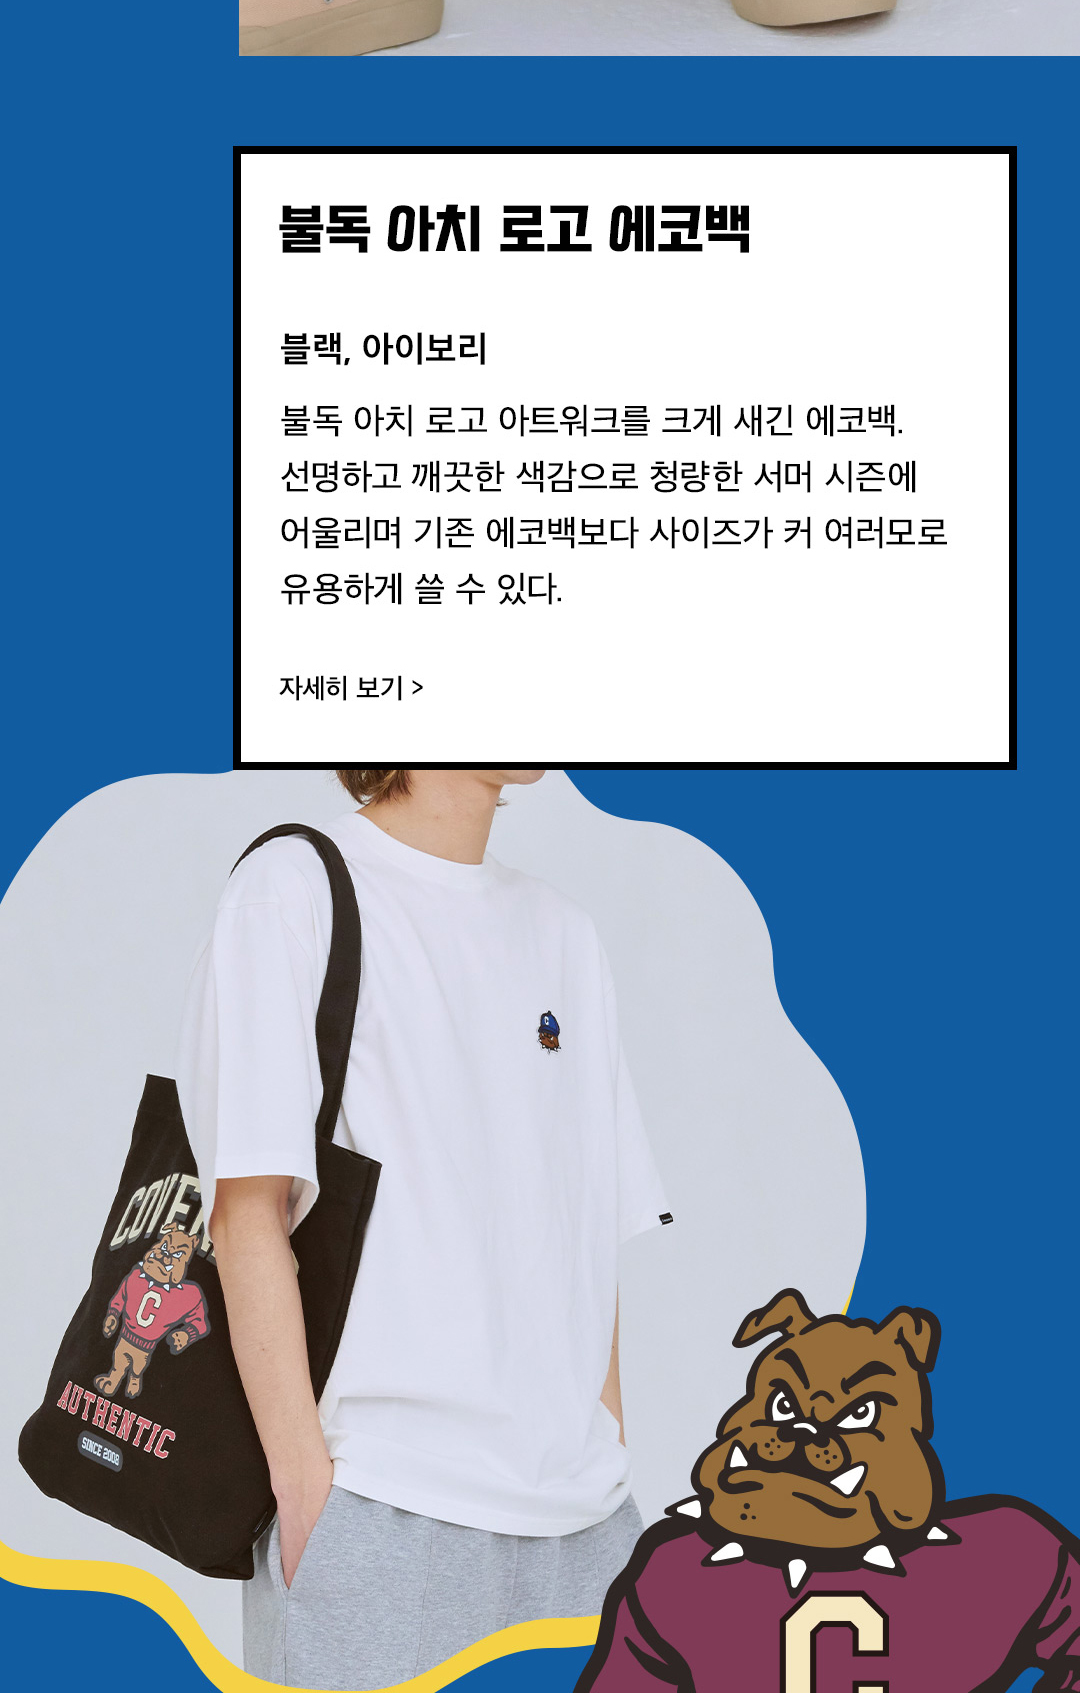 불독 아치 로고 에코백
블랙, 아이보리
불독 아치 로고 아트워크를 크게 새긴 에코백.
선명하고 깨끗한 색감으로 청량한 서머 시즌에
어울리며 기존 에코백보다 사이즈가 커 여러모로
유용하게 쓸 수 있다.
자세히 보기 >
C
COVE
C
AUTHENTIC
SINCE 2008
C